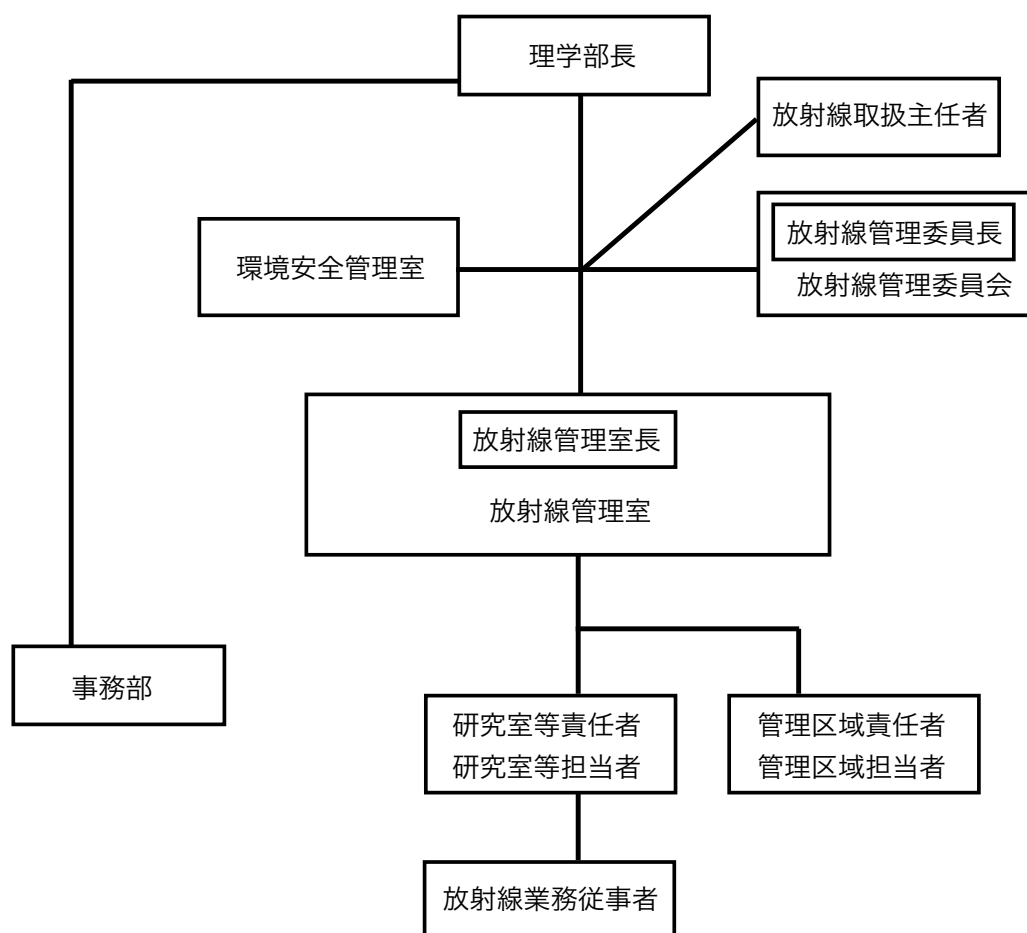 理学部長
放射線取扱主任者
環境安全管理室
放射線管理委員長
放射線管理委員会
放射線管理室長
放射線管理室
事務部
研究室等責任者
研究室等担当者
管理区域責任者
管理区域担当者
放射線業務従事者